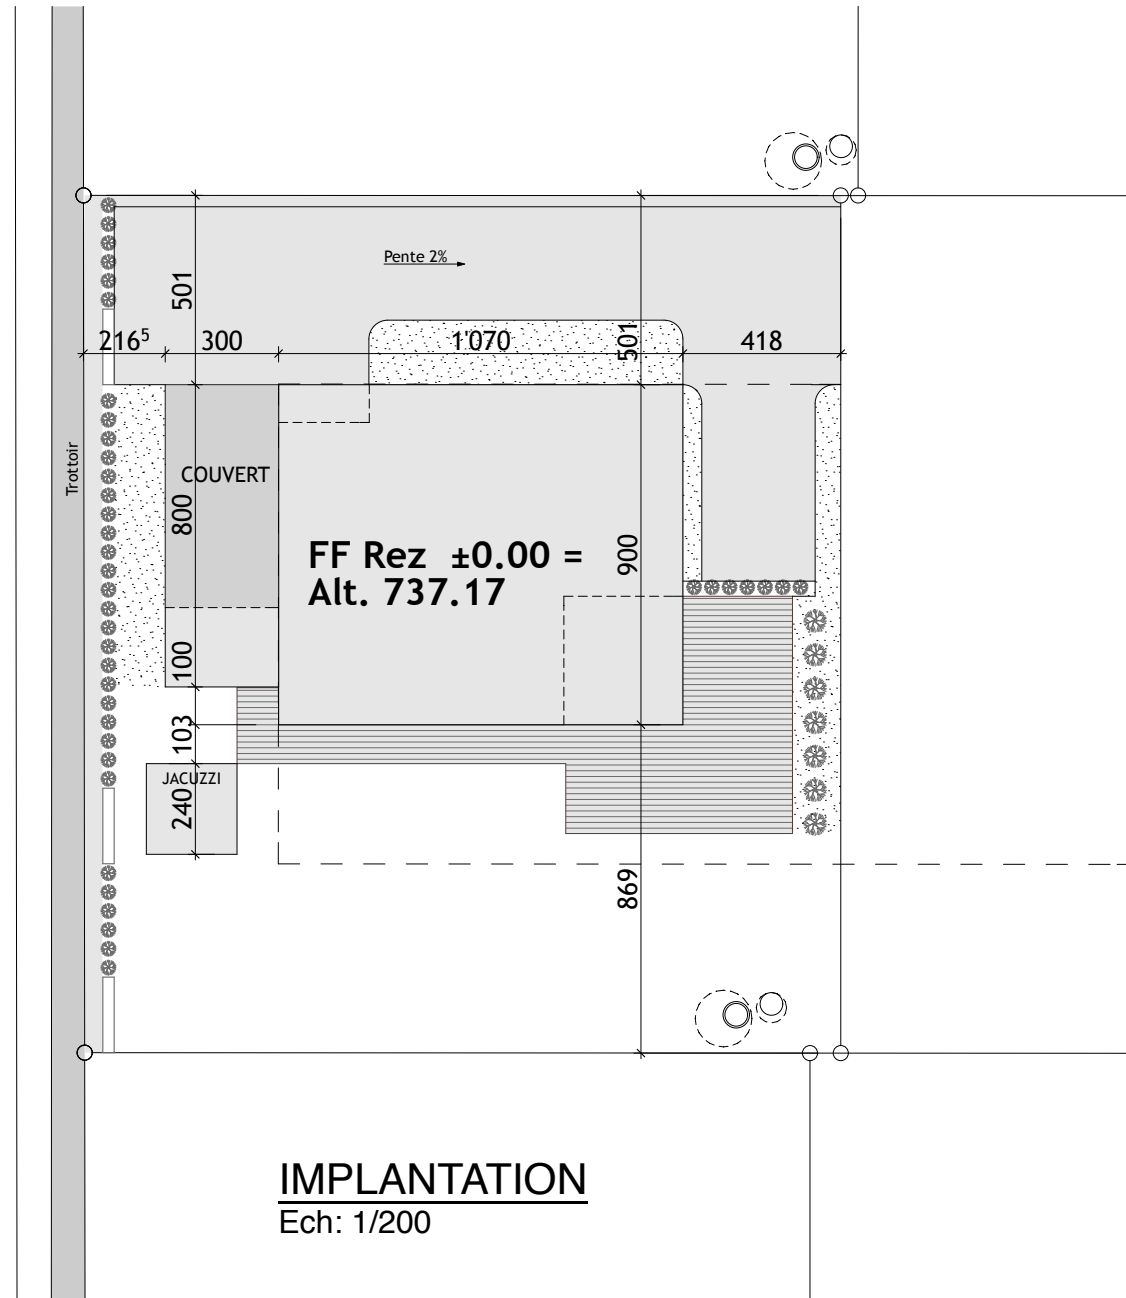 Pente 2%
501
216⁵
300
1'070
501
418
Trottoir
COUVERT
800
FF Rez ±0.00 =
Alt. 737.17
900
100
103
JACUZZI
240
869
IMPLANTATION
Ech: 1/200